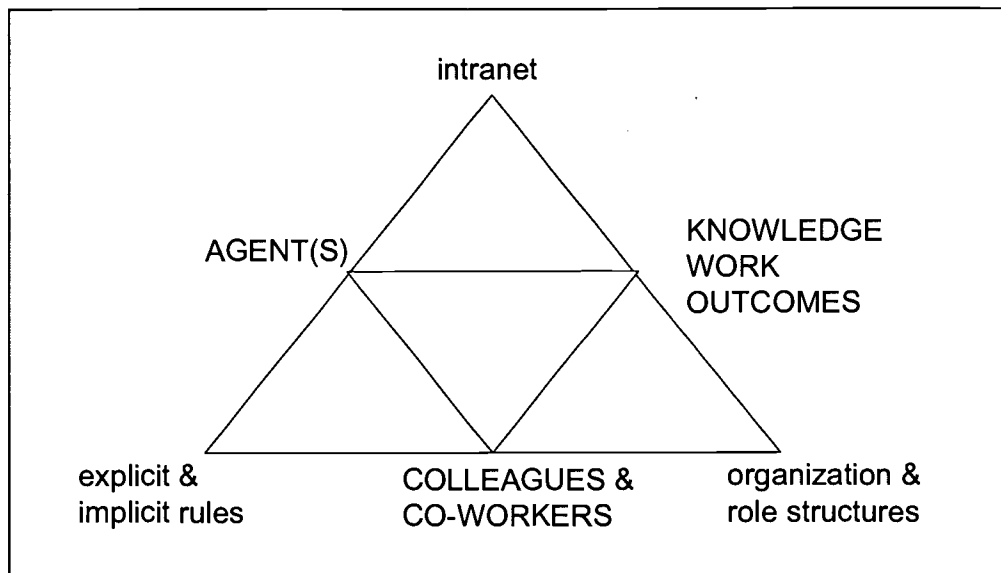 intranet
AGENT(S)
KNOWLEDGE
WORK
OUTCOMES
explicit &
implicit rules
COLLEAGUES &
CO-WORKERS
organization &
role structures